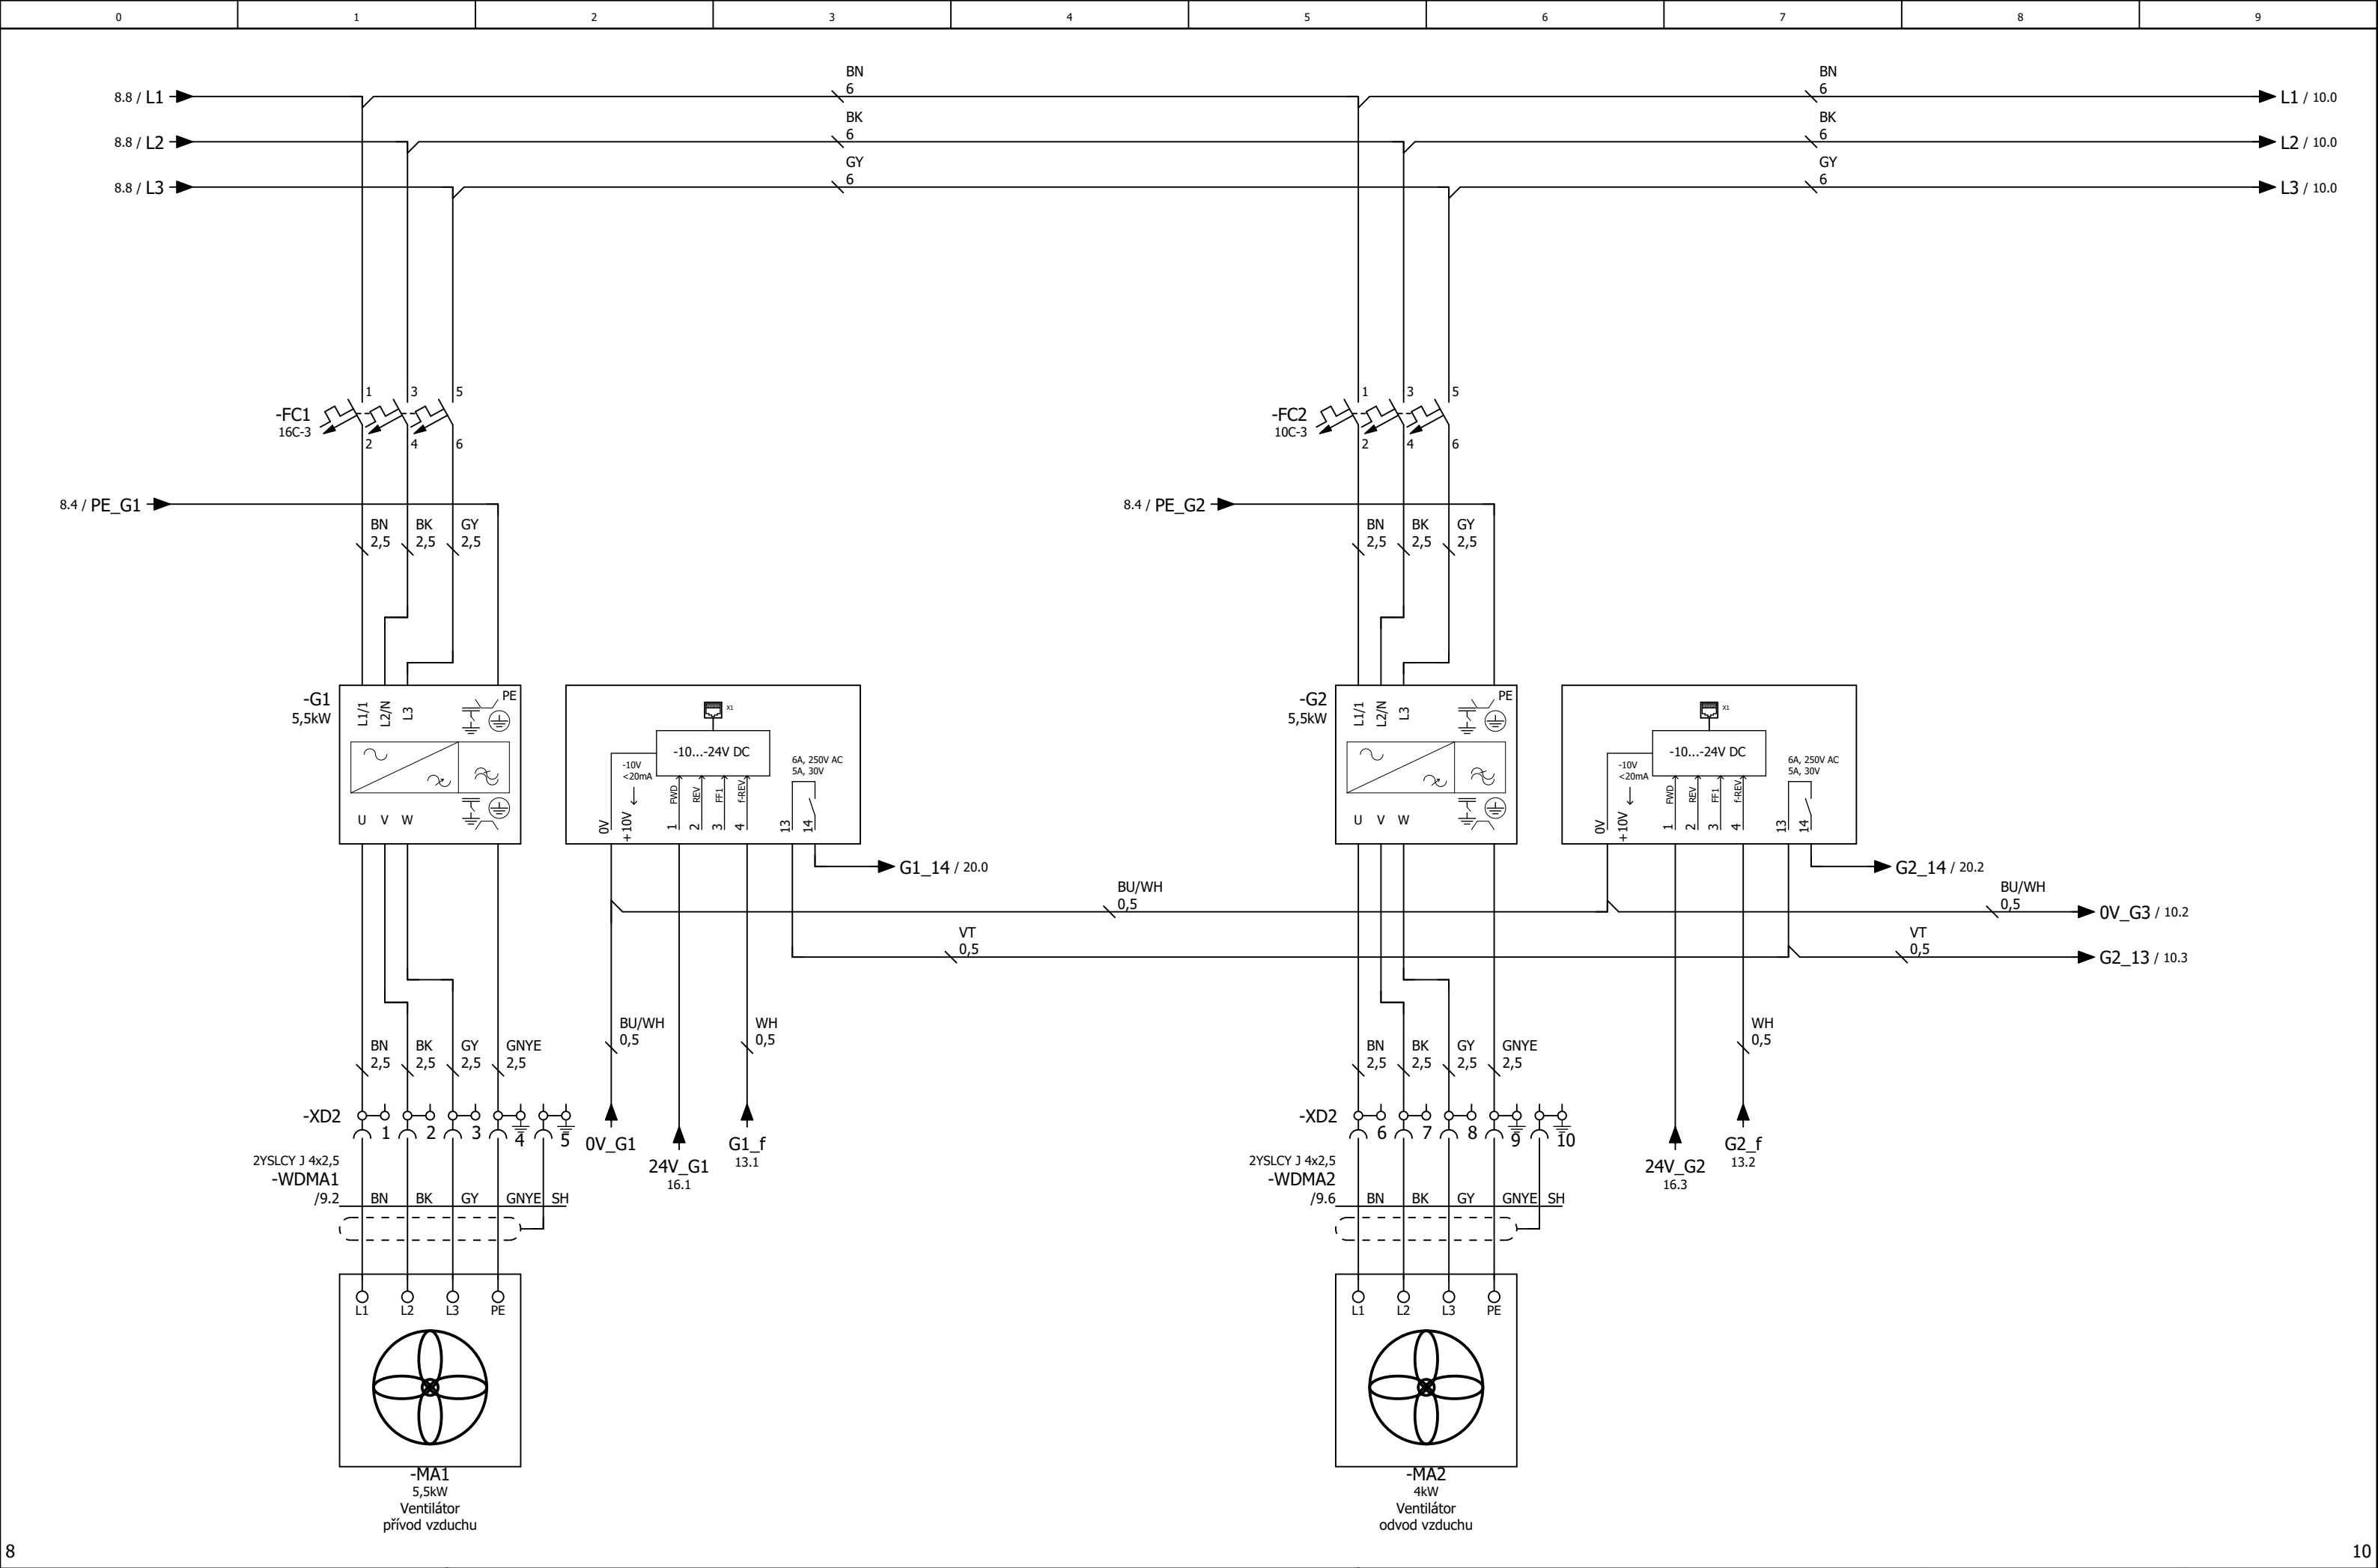 0 1 2 3 4 5 6 7 8 9
BN BN
8.8 / L1 6 6 L1 / 10.0
BK BK
8.8 / L2 6 6 L2 / 10.0
GY GY
8.8 / L3 6 6 L3 / 10.0
1 3 5 1 3 5
-FC1 -FC2
16C-3 10C-3
2 4 6 2 4 6
8.4 / PE_G1 8.4 / PE_G2
BN BK GY BN BK GY
2,5 2,5 2,5 2,5 2,5 2,5
-G1
5,5kW
L1/1 L2/N L3 PE
U V W
X1
-10...-24V DC
-10V
<20mA
6A, 250V AC
5A, 30V
FWD REV FF1 f-REV
0V +10V 1 2 3 4 13 14
-G2
5,5kW
L1/1 L2/N L3 PE
U V W
X1
-10...-24V DC
-10V
<20mA
6A, 250V AC
5A, 30V
FWD REV FF1 f-REV
0V +10V 1 2 3 4 13 14
G1_14 / 20.0 G2_14 / 20.2
BU/WH BU/WH
0,5 0,5 0V_G3 / 10.2
VT VT
0,5 0,5 G2_13 / 10.3
BU/WH WH WH
0,5 0,5 0,5
BN BK GY GNYE BN BK GY GNYE
2,5 2,5 2,5 2,5 2,5 2,5 2,5 2,5
-XD2 1 2 3 4 5 -XD2 6 7 8 9 10
0V_G1 G1_f G2_f
13.1 13.2
24V_G1 24V_G2
16.1 16.3
2YSLCY J 4x2,5 2YSLCY J 4x2,5
-WDMA1 -WDMA2
/9.2 BN BK GY GNYE SH /9.6 BN BK GY GNYE SH
L1 L2 L3 PE L1 L2 L3 PE
-MA1 -MA2
5,5kW 4kW
Ventilátor Ventilátor
přívod vzduchu odvod vzduchu
8 10